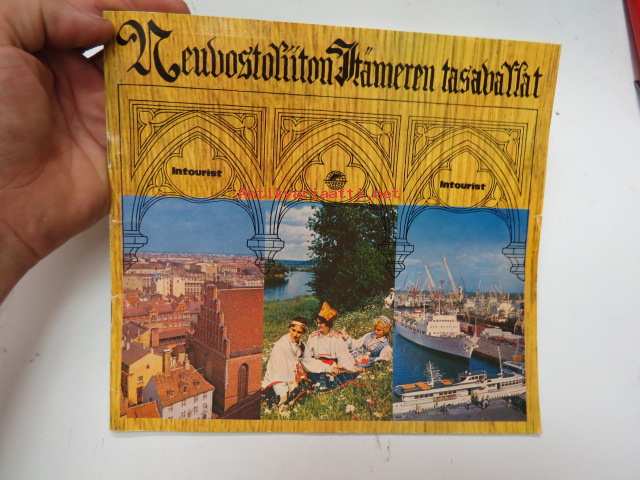 Neuvostoliiton Itämeren tasavallat
Intourist
Intourist
Antikvariaatti.net